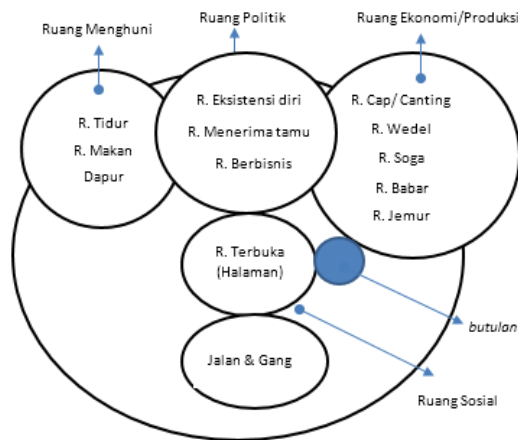 Ruang Menghuni
Ruang Politik
Ruang Ekonomi/Produksi
R. Tidur
R. Makan
Dapur
R. Eksistensi diri
R. Menerima tamu
R. Berbisnis
R. Cap/ Canting
R. Wedel
R. Soga
R. Babar
R. Jemur
R. Terbuka
(Halaman)
butulan
Jalan & Gang
Ruang Sosial